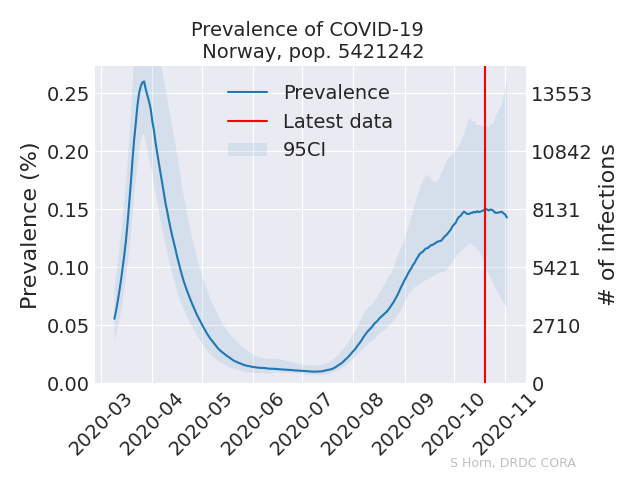 Prevalence of COVID-19
Norway, pop. 5421242
Prevalence
Latest data
95CI
Prevalence (%)
0.25
0.20
0.15
0.10
0.05
0.00
13553
10842
8131
5421
2710
0
# of infections
2020-03
2020-04
2020-05
2020-06
2020-07
2020-08
2020-09
2020-10
2020-11
S Horn, DRDC CORA